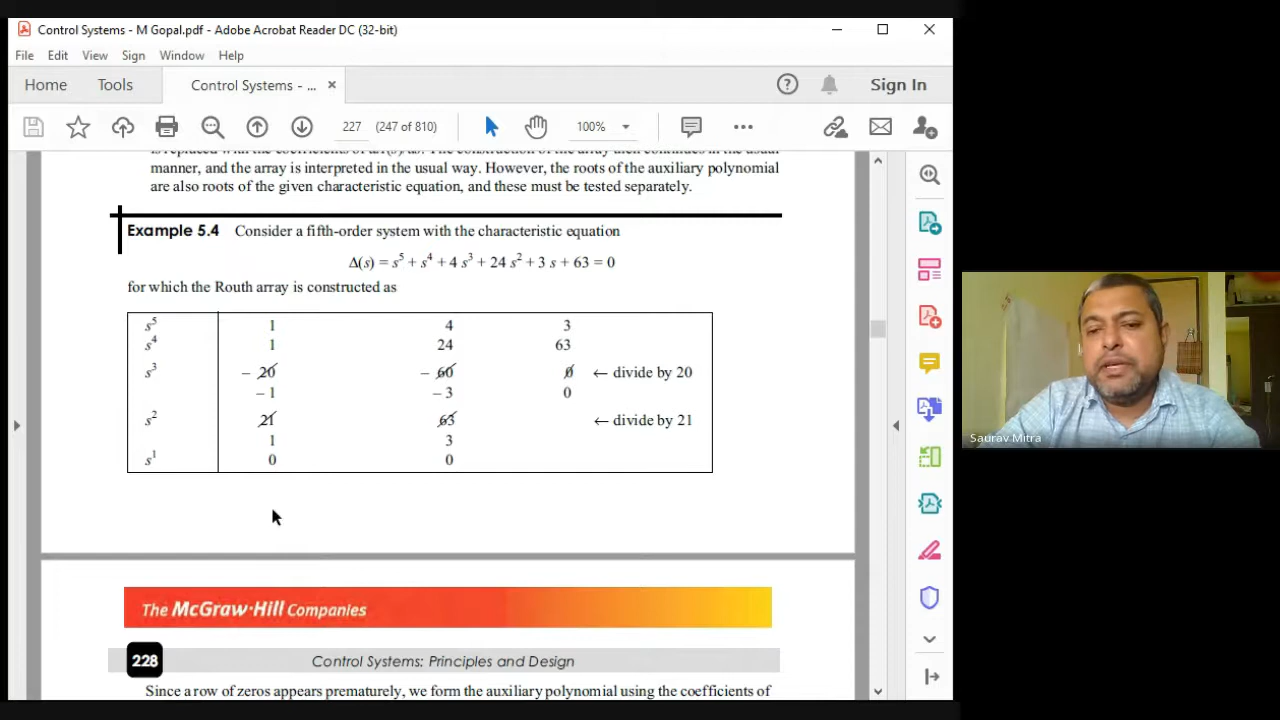 Control Systems - M Gopal.pdf - Adobe Acrobat Reader DC (32-bit)
File Edit View Sign Window Help
Home Tools Control Systems - ... × Sign In
227 (247 of 810) 100%
manner, and the array is interpreted in the usual way. However, the roots of the auxiliary polynomial
are also roots of the given characteristic equation, and these must be tested separately.
Example 5.4 Consider a fifth-order system with the characteristic equation
Δ(s) = s⁵ + s⁴ + 4 s³ + 24 s² + 3 s + 63 = 0
for which the Routh array is constructed as
s⁵ 1 4 3
s⁴ 1 24 63
s³ – 20 – 60 0 ← divide by 20
– 1 – 3 0
s² 21 63 ← divide by 21
1 3
s¹ 0 0
The McGraw·Hill Companies
228 Control Systems: Principles and Design
Since a row of zeros appears prematurely, we form the auxiliary polynomial using the coefficients of
Saurav Mitra